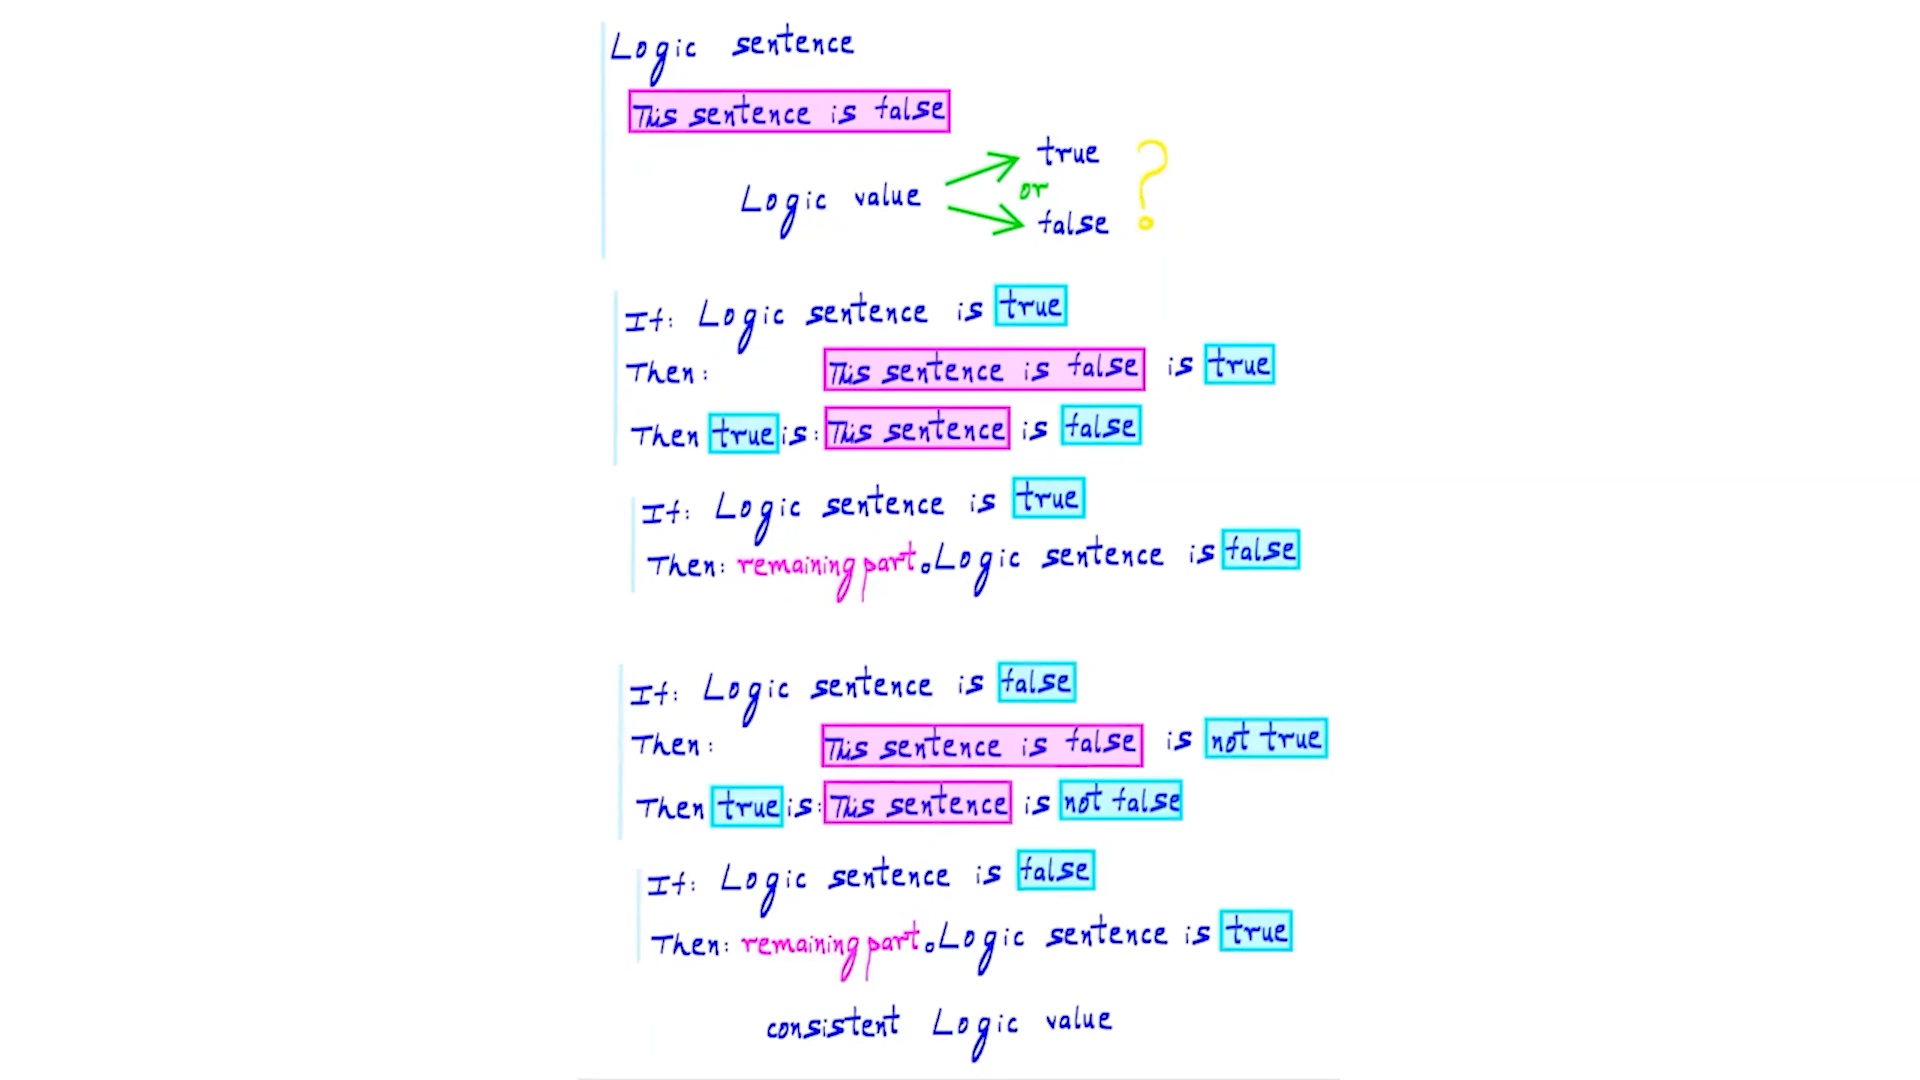 Logic sentence
This sentence is false
true
or
Logic value
false
?
If: Logic sentence is true
Then: This sentence is false is true
Then true is: This sentence is false
If: Logic sentence is true
Then: remaining part.Logic sentence is false
If: Logic sentence is false
Then: This sentence is false is not true
Then true is: This sentence is not false
If: Logic sentence is false
Then: remaining part.Logic sentence is true
consistent Logic value